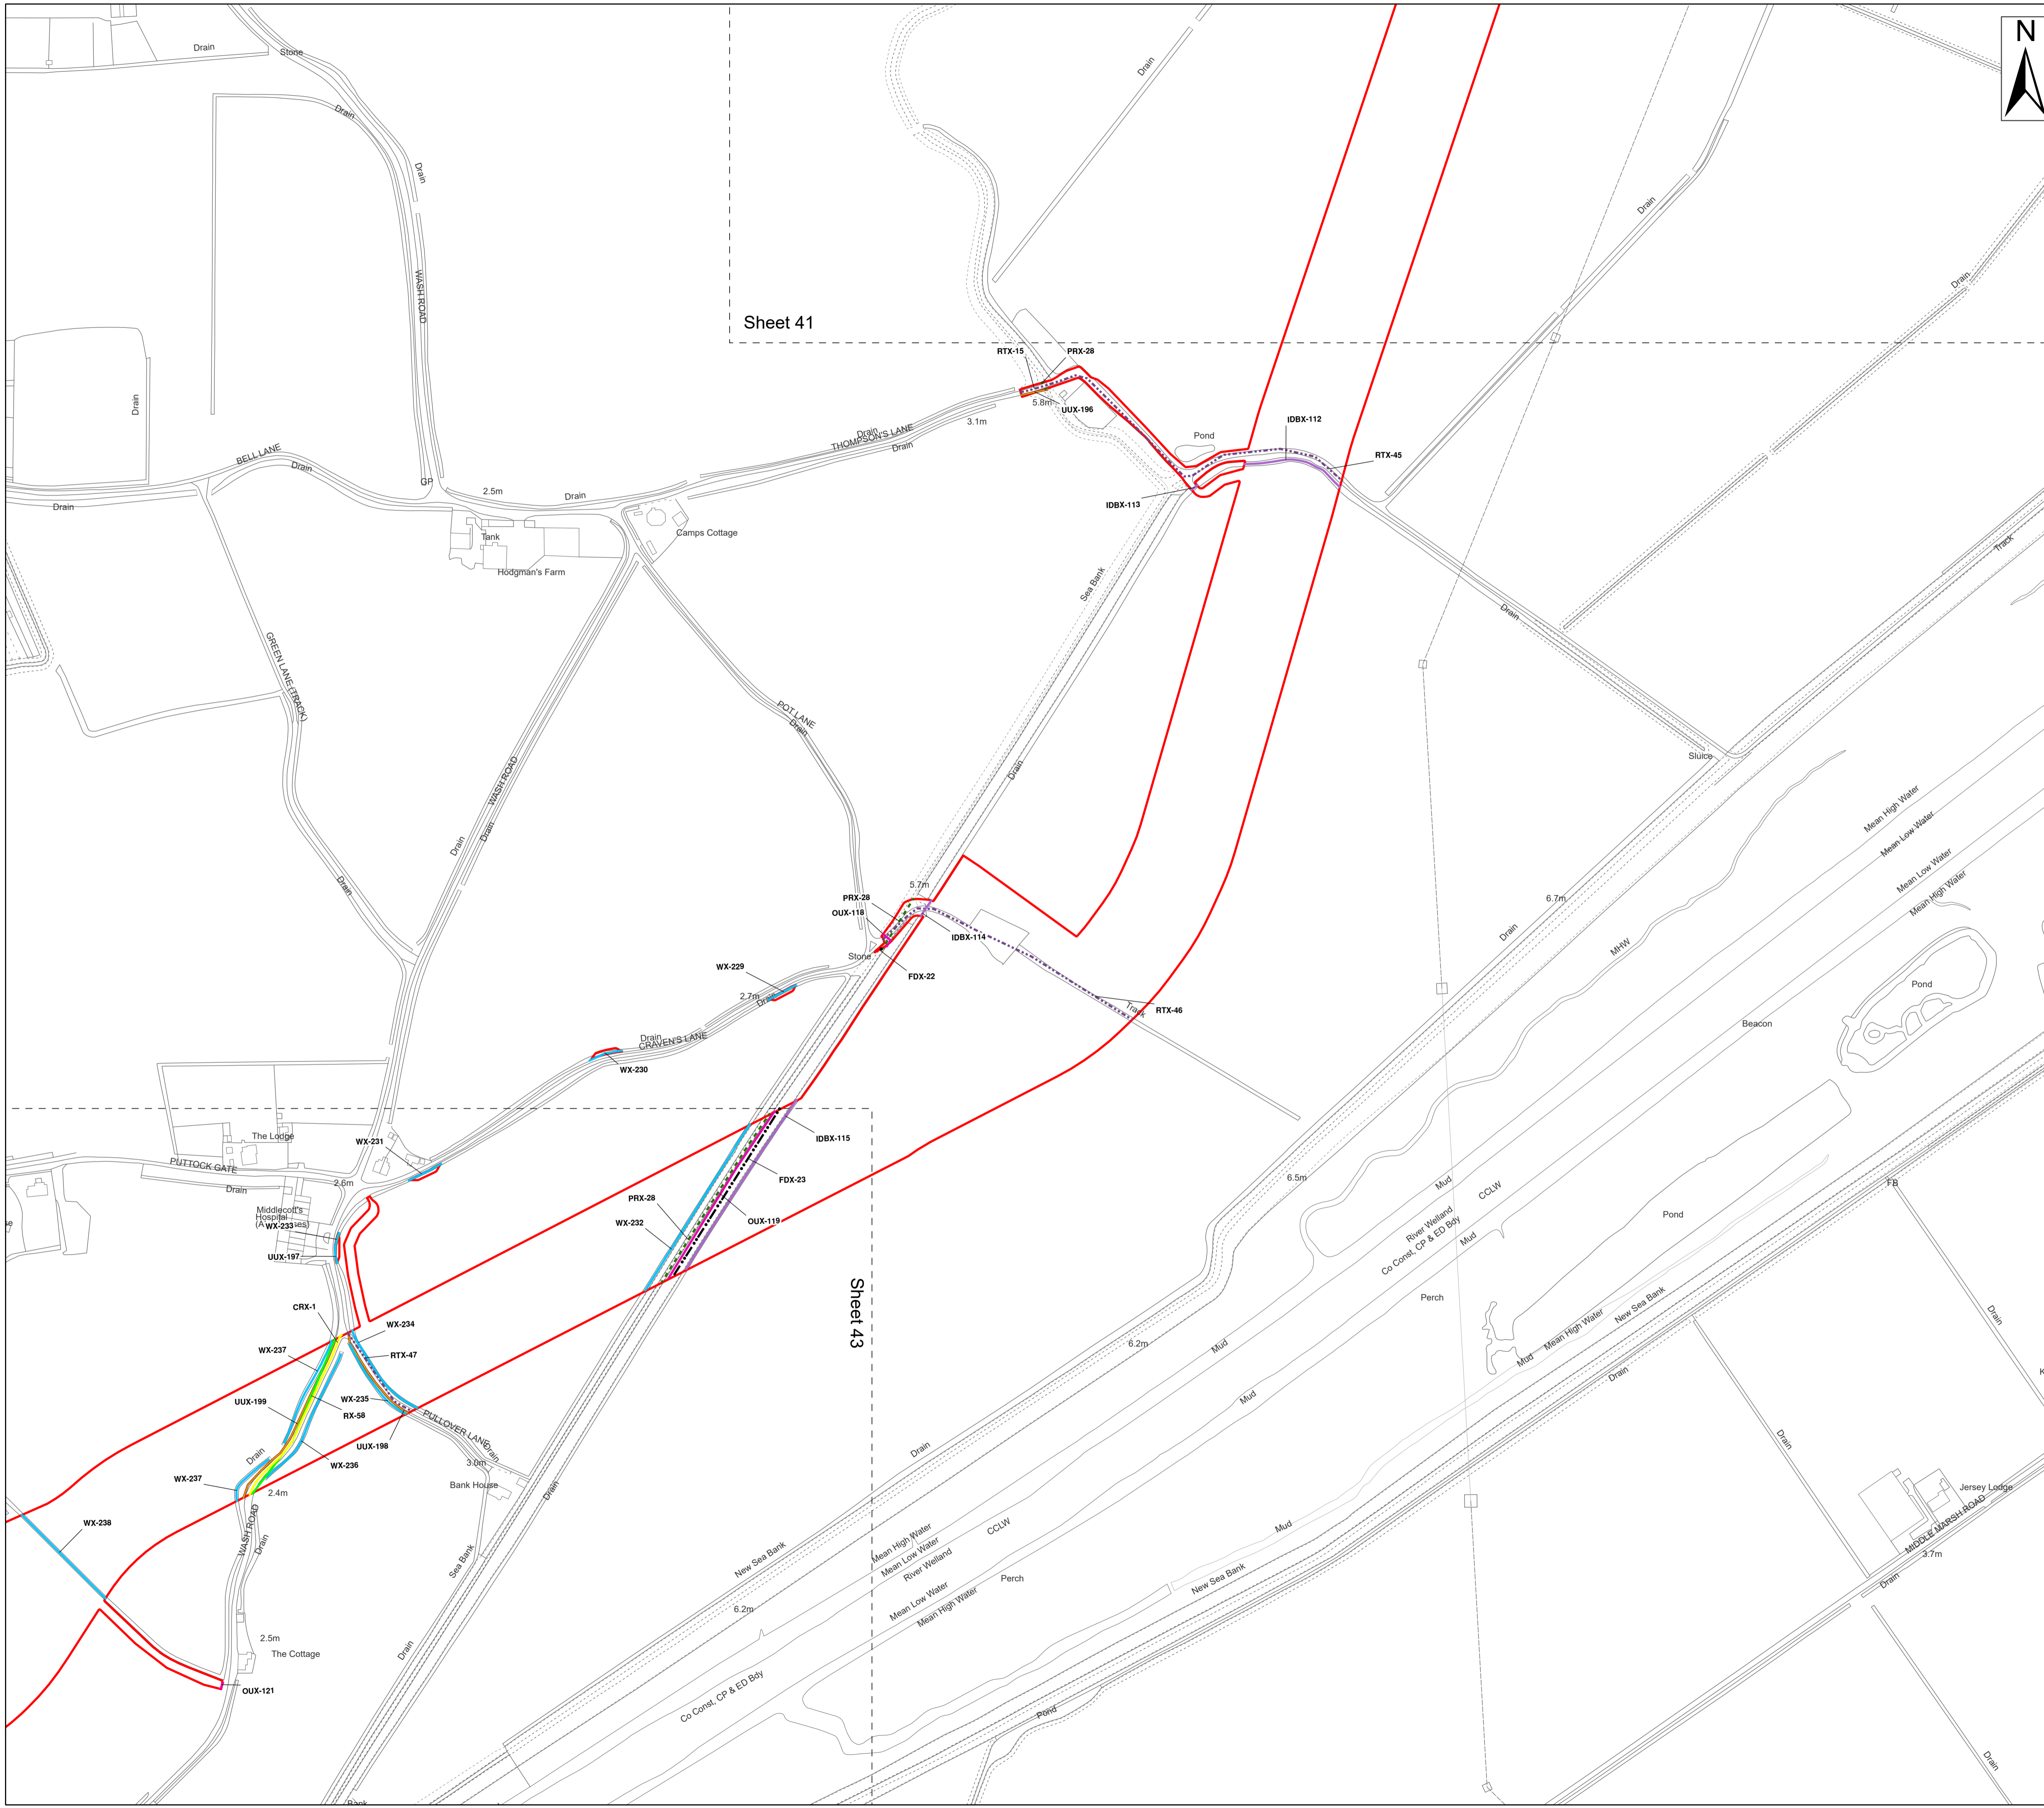 N
Drain
Stone
Drain
Drain
Drain
WASH ROAD
Drain
Drain
Drain
Sheet 41
RTX-15
PRX-28
5.8m
UUX-196
3.1m
Drain
THOMPSON'S LANE
Drain
Pond
IDBX-112
RTX-45
IDBX-113
BELL LANE
Drain
GP
2.5m
Drain
Drain
Drain
Tank
Hodgman's Farm
Camps Cottage
Sea Bank
Track
Drain
GREEN LANE (TRACK)
POT LANE
Drain
WASH ROAD
Drain
Drain
Drain
Drain
Sluice
Mean High Water
Mean Low Water
Mean Low Water
Mean High Water
5.7m
PRX-28
OUX-118
IDBX-114
Stone
FDX-22
6.7m
Drain
MHW
WX-229
2.7m
Drain
Track
RTX-46
Pond
Beacon
Drain
CRAVEN'S LANE
WX-230
The Lodge
WX-231
IDBX-115
PUTTOCK GATE
Drain
2.6m
FDX-23
6.5m
Mud
CCLW
FB
PRX-28
Middlecott's
Hospital
WX-233
WX-232
OUX-119
River Welland
Co Const, CP & ED Bdy
Mud
Pond
UUX-197
Sheet 43
Perch
New Sea Bank
Mean High Water
Mud
Drain
CRX-1
WX-234
WX-237
RTX-47
6.2m
Mud
Drain
WX-235
UUX-199
RX-58
PULLOVER LANE
Drain
UUX-198
Mud
Drain
Drain
WX-236
3.0m
Bank House
Drain
Drain
WX-237
2.4m
Jersey Lodge
MIDDLE MARSH ROAD
3.7m
Drain
WX-238
WASH ROAD
Drain
Sea Bank
New Sea Bank
Mean High Water
Mean Low Water
River Welland
CCLW
Mud
New Sea Bank
Perch
Mean Low Water
Mean High Water
6.2m
2.5m
The Cottage
Drain
OUX-121
Co Const, CP & ED Bdy
Pond
Drain
Bank